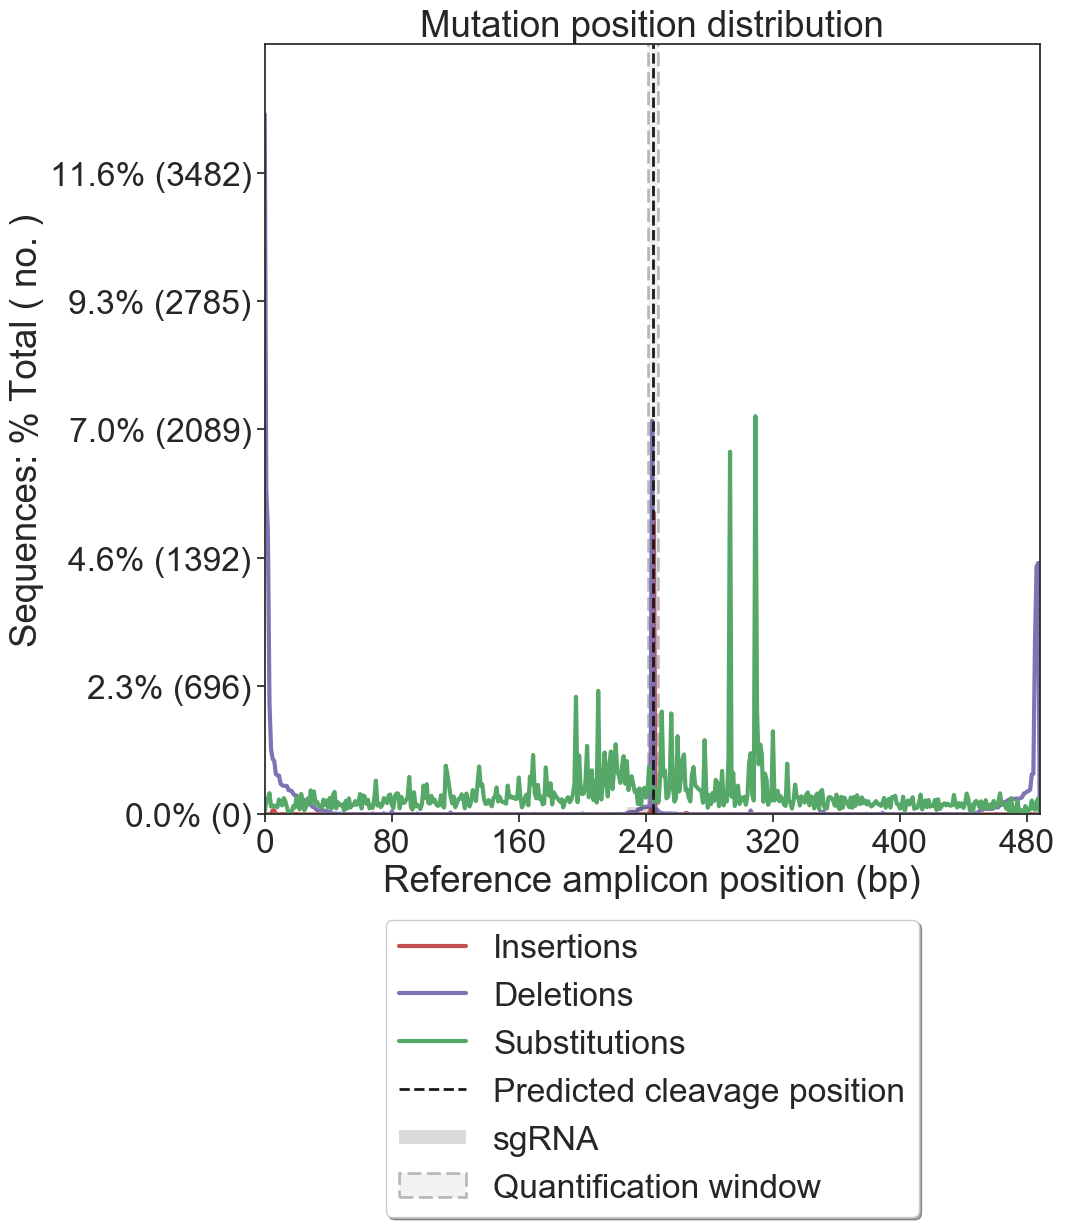 Mutation position distribution
Sequences: % Total ( no. )
11.6% (3482)
9.3% (2785)
7.0% (2089)
4.6% (1392)
2.3% (696)
0.0% (0)
0 80 160 240 320 400 480
Reference amplicon position (bp)
Insertions
Deletions
Substitutions
Predicted cleavage position
sgRNA
Quantification window